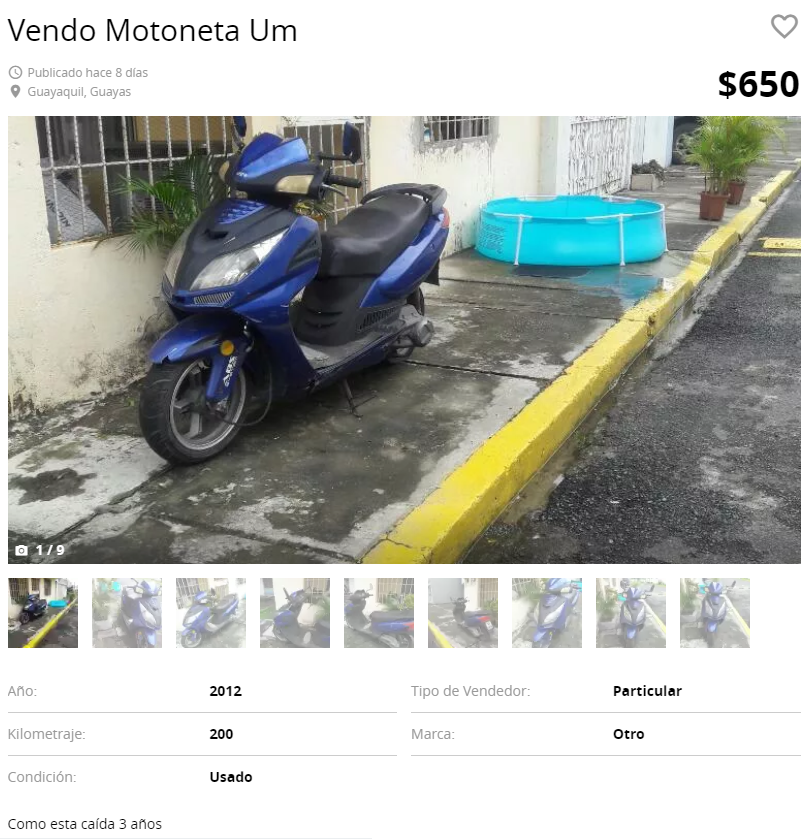 Vendo Motoneta Um
Publicado hace 8 días
Guayaquil, Guayas
$650
1 / 9
Año: 2012 Tipo de Vendedor: Particular
Kilometraje: 200 Marca: Otro
Condición: Usado
Como esta caída 3 años